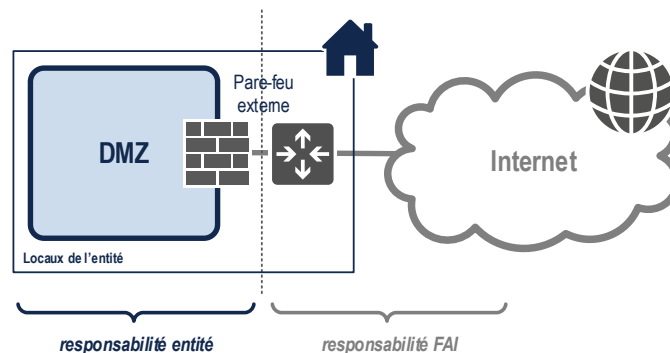 Pare-feu
externe
DMZ
Internet
Locaux de l'entité
responsabilité entité
responsabilité FAI